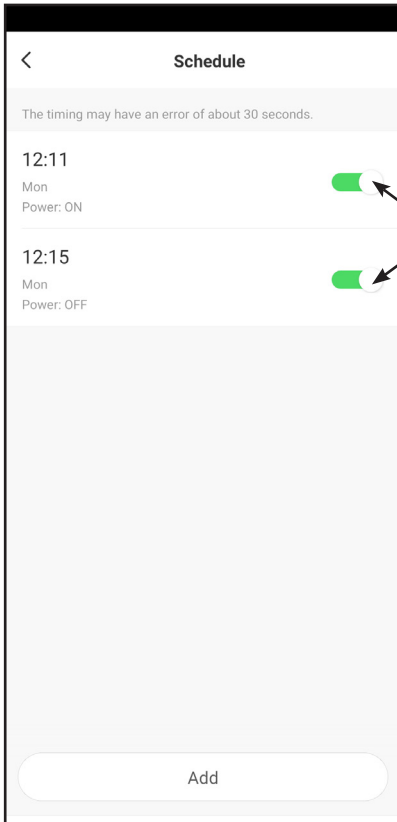 Schedule
The timing may have an error of about 30 seconds.
12:11
Mon
Power: ON
12:15
Mon
Power: OFF
Add